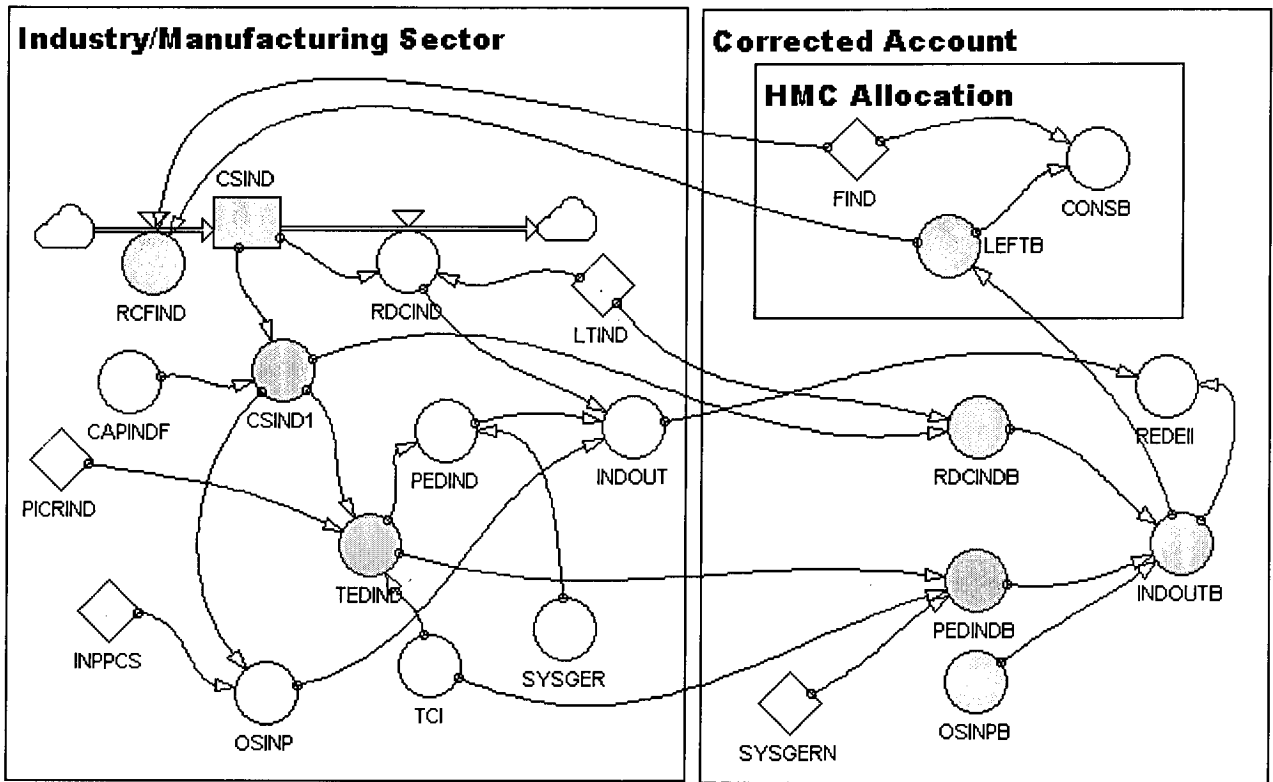 Industry/Manufacturing Sector
Corrected Account
HMC Allocation
CSIND
FIND
CONSB
LEFTB
RCFIND
RDCIND
LTIND
CAPINDF
CSIND1
PEDIND
INDOUT
RDCINDB
REDEII
PICRIND
TEDIND
INPPCS
SYSGER
PEDINDB
INDOUTB
OSINP
TCI
SYSGERN
OSINPB